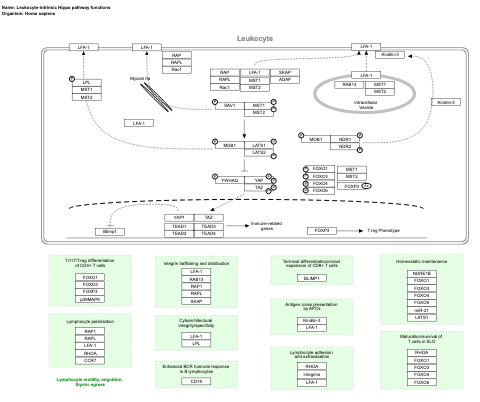 Name: Leukocyte-intrinsic Hippo pathway functions
Organism: Homo sapiens
Leukocyte
LFA-1
LFA-1
LFA-1
Kindlin-3
RAP
RAPL
Rac1
Myosin IIa
P
LPL
MST1
MST2
RAP
LFA-1
SKAP
RAPL
MST1
ADAP
Rac1
MST2
LFA-1
RAB13
MST1
MST2
Intracellular
Vesicle
Kindlin-3
LFA-1
P
SAV1
MST1
MST2
P
P
MOB1
LATS1
LATS2
P
P
P
MOB1
NDR1
NDR2
P
P
P
YWHAQ
YAP
TAZ
P
P
P
FOXO1
FOXO3
FOXO4
FOXO6
P
P
P
P
MST1
MST2
FOXP3
Blimp1
YAP1
TAZ
TEAD1
TEAD3
TEAD2
TEAD4
Immune-related
genes
FOXP3
T-reg Phenotype
T/1T/T-reg differentiation
of CD4+ T cells
FOXO1
FOXO3
FOXP3
p38MAPK
Lymphocyte polarization
RAP1
RAPL
LFA-1
RHOA
CCR7
Lymphocyte motility, migration,
thymic egress
Integrin trafficking and distribution
LFA-1
RAB13
RAP1
RAPL
SKAP
Cytoarchitectural
integrity/specificity
LFA-1
LPL
Enhanced BCR humoral response
in B lymphocytes
CD19
Terminal differentiation/clonal
expansion of CD8+ T cells
BLIMP1
Antigen cross presentation
by APCs
Kindlin-3
LFA-1
Lymphocyte adhesion
and extravasation
RHOA
integrins
LFA-1
Homeostatic maintenance
NORE1B
FOXO1
FOXO3
FOXO4
FOXO6
miR-21
LATS1
Maturation/survival of
T cells in SLO
RHOA
FOXO1
FOXO3
FOXO4
FOXO6